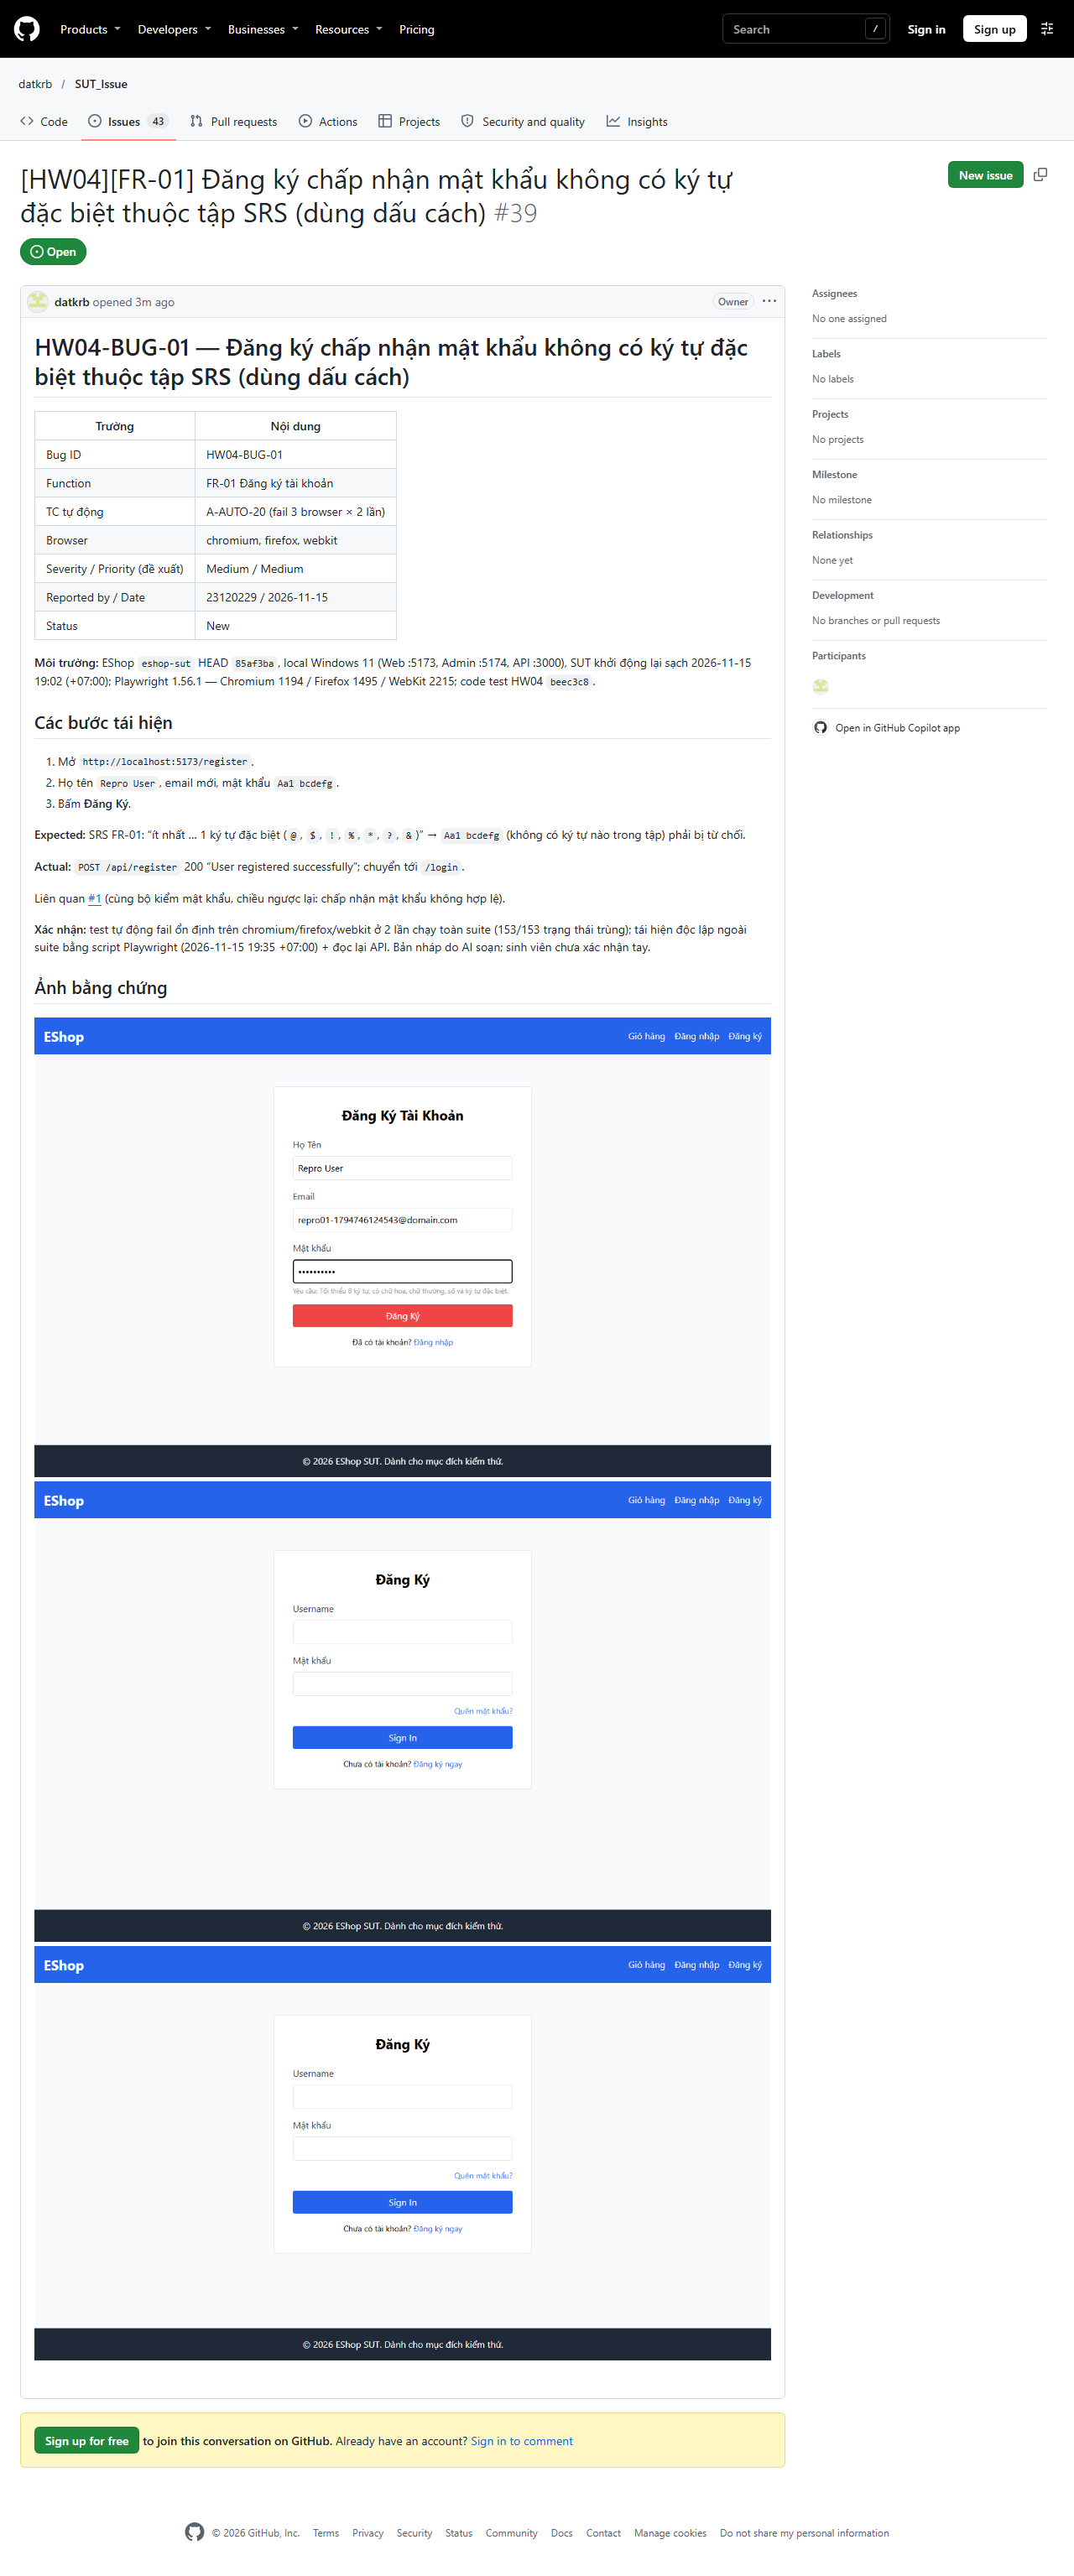 Products
Developers
Businesses
Resources
Pricing
Search
/
Sign in
Sign up
datkrb / SUT_Issue
Code
Issues 43
Pull requests
Actions
Projects
Security and quality
Insights
[HW04][FR-01] Đăng ký chấp nhận mật khẩu không có ký tự
đặc biệt thuộc tập SRS (dùng dấu cách) #39
New issue
Open
datkrb opened 3m ago
Owner
HW04-BUG-01 — Đăng ký chấp nhận mật khẩu không có ký tự đặc
biệt thuộc tập SRS (dùng dấu cách)
Trường Nội dung
Bug ID HW04-BUG-01
Function FR-01 Đăng ký tài khoản
TC tự động A-AUTO-20 (fail 3 browser × 2 lần)
Browser chromium, firefox, webkit
Severity / Priority (đề xuất) Medium / Medium
Reported by / Date 23120229 / 2026-11-15
Status New
Môi trường: EShop eshop-sut HEAD 85af3ba, local Windows 11 (Web :5173, Admin :5174, API :3000), SUT khởi động lại sạch 2026-11-15
19:02 (+07:00); Playwright 1.56.1 — Chromium 1194 / Firefox 1495 / WebKit 2215; code test HW04 beec3c8.
Các bước tái hiện
1. Mở http://localhost:5173/register.
2. Họ tên Repro User, email mới, mật khẩu Aa1 bcdefg.
3. Bấm Đăng Ký.
Expected: SRS FR-01: “ít nhất … 1 ký tự đặc biệt (@, $, !, %, *, ?, &)” → Aa1 bcdefg (không có ký tự nào trong tập) phải bị từ chối.
Actual: POST /api/register 200 “User registered successfully”; chuyển tới /login.
Liên quan #1 (cùng bộ kiểm mật khẩu, chiều ngược lại: chấp nhận mật khẩu không hợp lệ).
Xác nhận: test tự động fail ổn định trên chromium/firefox/webkit ở 2 lần chạy toàn suite (153/153 trạng thái trùng); tái hiện độc lập ngoài
suite bằng script Playwright (2026-11-15 19:35 +07:00) + đọc lại API. Bản nháp do AI soạn; sinh viên chưa xác nhận tay.
Ảnh bằng chứng
EShop
Giỏ hàng Đăng nhập Đăng ký
Đăng Ký Tài Khoản
Họ Tên
Repro User
Email
repro01-1794746124543@domain.com
Mật khẩu
••••••••••
Yêu cầu: Tối thiểu 8 ký tự, có chữ hoa, chữ thường, số và ký tự đặc biệt.
Đăng Ký
Đã có tài khoản? Đăng nhập
© 2026 EShop SUT. Dành cho mục đích kiểm thử.
EShop
Giỏ hàng Đăng nhập Đăng ký
Đăng Ký
Username
Mật khẩu
Quên mật khẩu?
Sign In
Chưa có tài khoản? Đăng ký ngay
© 2026 EShop SUT. Dành cho mục đích kiểm thử.
EShop
Giỏ hàng Đăng nhập Đăng ký
Đăng Ký
Username
Mật khẩu
Quên mật khẩu?
Sign In
Chưa có tài khoản? Đăng ký ngay
© 2026 EShop SUT. Dành cho mục đích kiểm thử.
Assignees
No one assigned
Labels
No labels
Projects
No projects
Milestone
No milestone
Relationships
None yet
Development
No branches or pull requests
Participants
Open in GitHub Copilot app
Sign up for free to join this conversation on GitHub. Already have an account? Sign in to comment
© 2026 GitHub, Inc. Terms Privacy Security Status Community Docs Contact Manage cookies Do not share my personal information